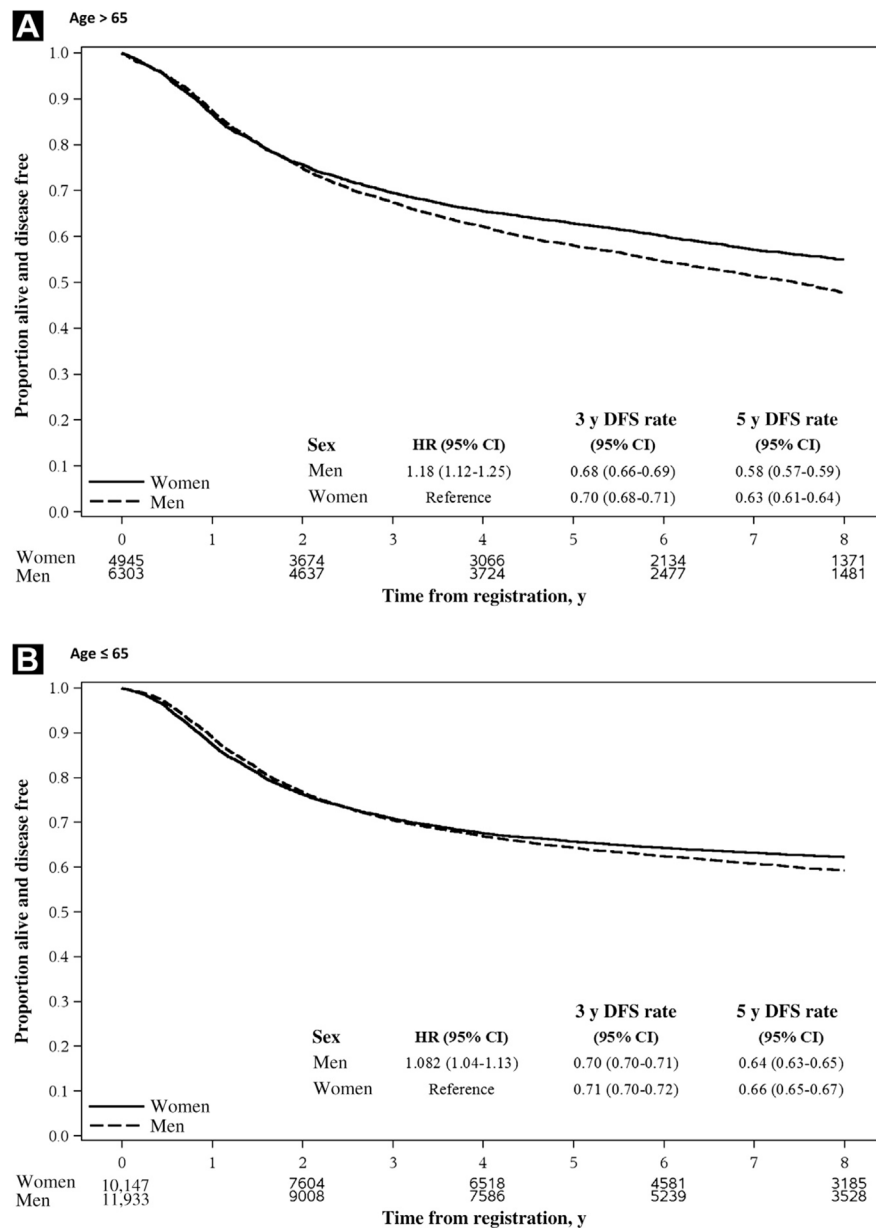 A Age > 65
1.0
0.9
0.8
0.7
0.6
0.5
0.4
0.3
0.2
0.1
0.0
Proportion alive and disease free
3 y DFS rate 5 y DFS rate
Sex HR (95% CI) (95% CI) (95% CI)
Men 1.18 (1.12-1.25) 0.68 (0.66-0.69) 0.58 (0.57-0.59)
Women Reference 0.70 (0.68-0.71) 0.63 (0.61-0.64)
Women
Men
0 1 2 3 4 5 6 7 8
Women 4945 3674 3066 2134 1371
Men 6303 4637 3724 2477 1481
Time from registration, y
B Age ≤ 65
1.0
0.9
0.8
0.7
0.6
0.5
0.4
0.3
0.2
0.1
0.0
Proportion alive and disease free
3 y DFS rate 5 y DFS rate
Sex HR (95% CI) (95% CI) (95% CI)
Men 1.082 (1.04-1.13) 0.70 (0.70-0.71) 0.64 (0.63-0.65)
Women Reference 0.71 (0.70-0.72) 0.66 (0.65-0.67)
Women
Men
0 1 2 3 4 5 6 7 8
Women 10,147 7604 6518 4581 3185
Men 11,933 9008 7586 5239 3528
Time from registration, y